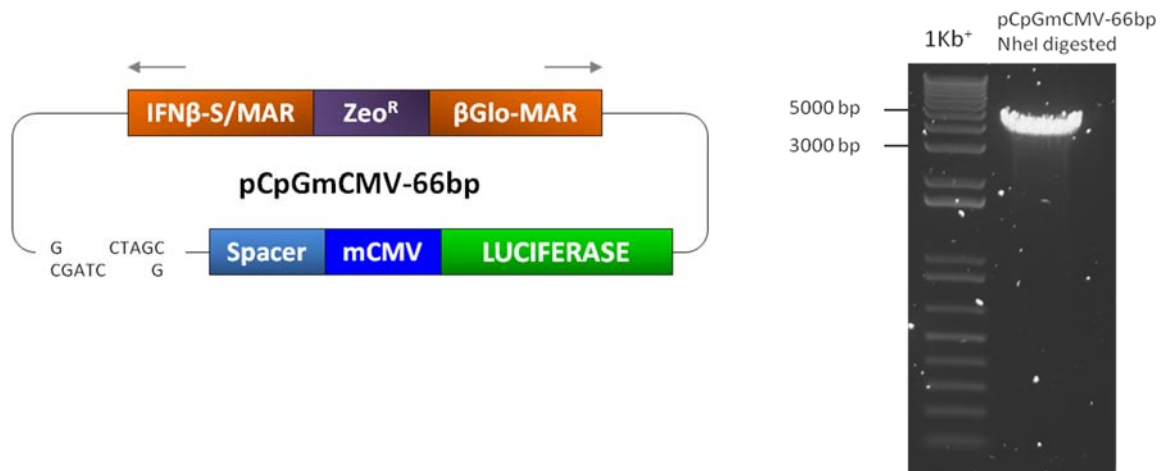 IFNβ-S/MAR ZeoR βGlo-MAR
pCpGmCMV-66bp
G CTAGC
CGATC G
Spacer mCMV LUCIFERASE
1Kb+
pCpGmCMV-66bp
NheI digested
5000 bp
3000 bp